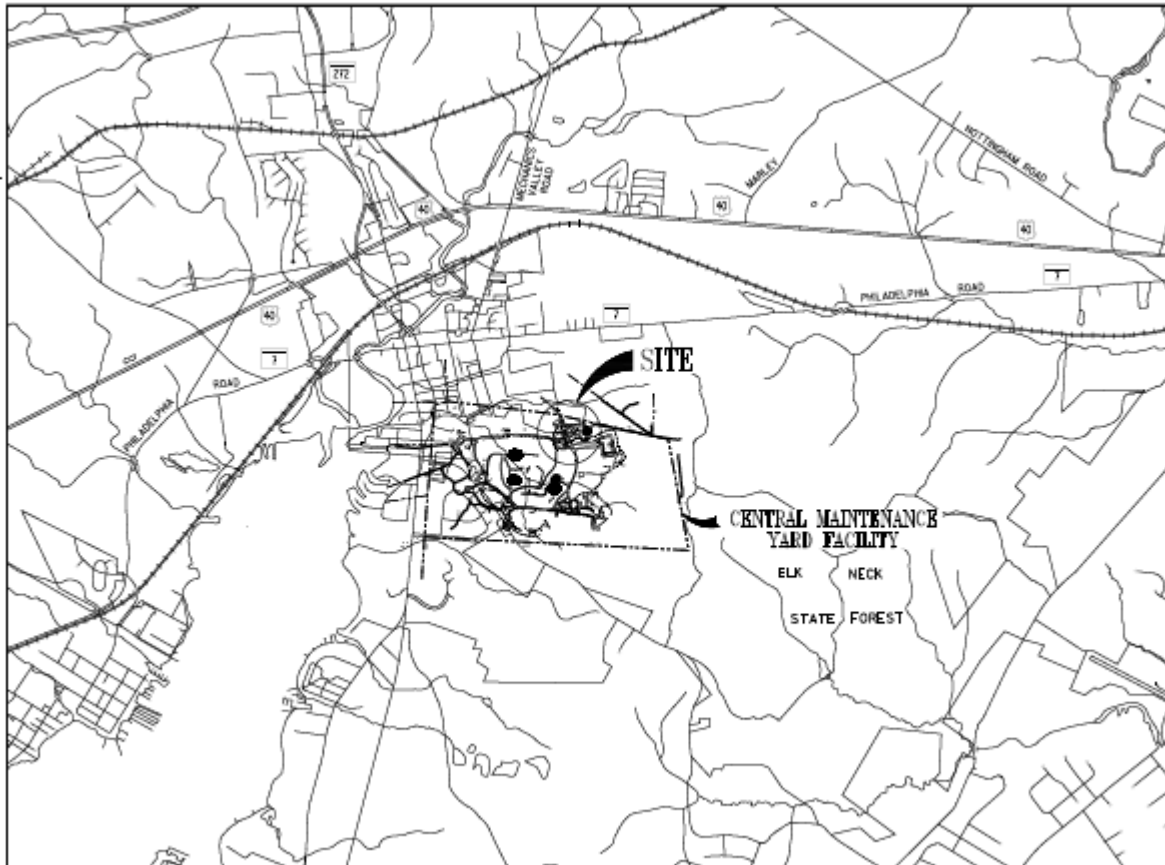 272
NOTTINGHAM ROAD
MECHANICS
VALLEY
ROAD
MARLEY
40
40
40
7
PHILADELPHIA ROAD
40
7
7
SITE
PHILADELPHIA ROAD
CENTRAL MAINTENANCE
YARD FACILITY
ELK NECK
STATE FOREST